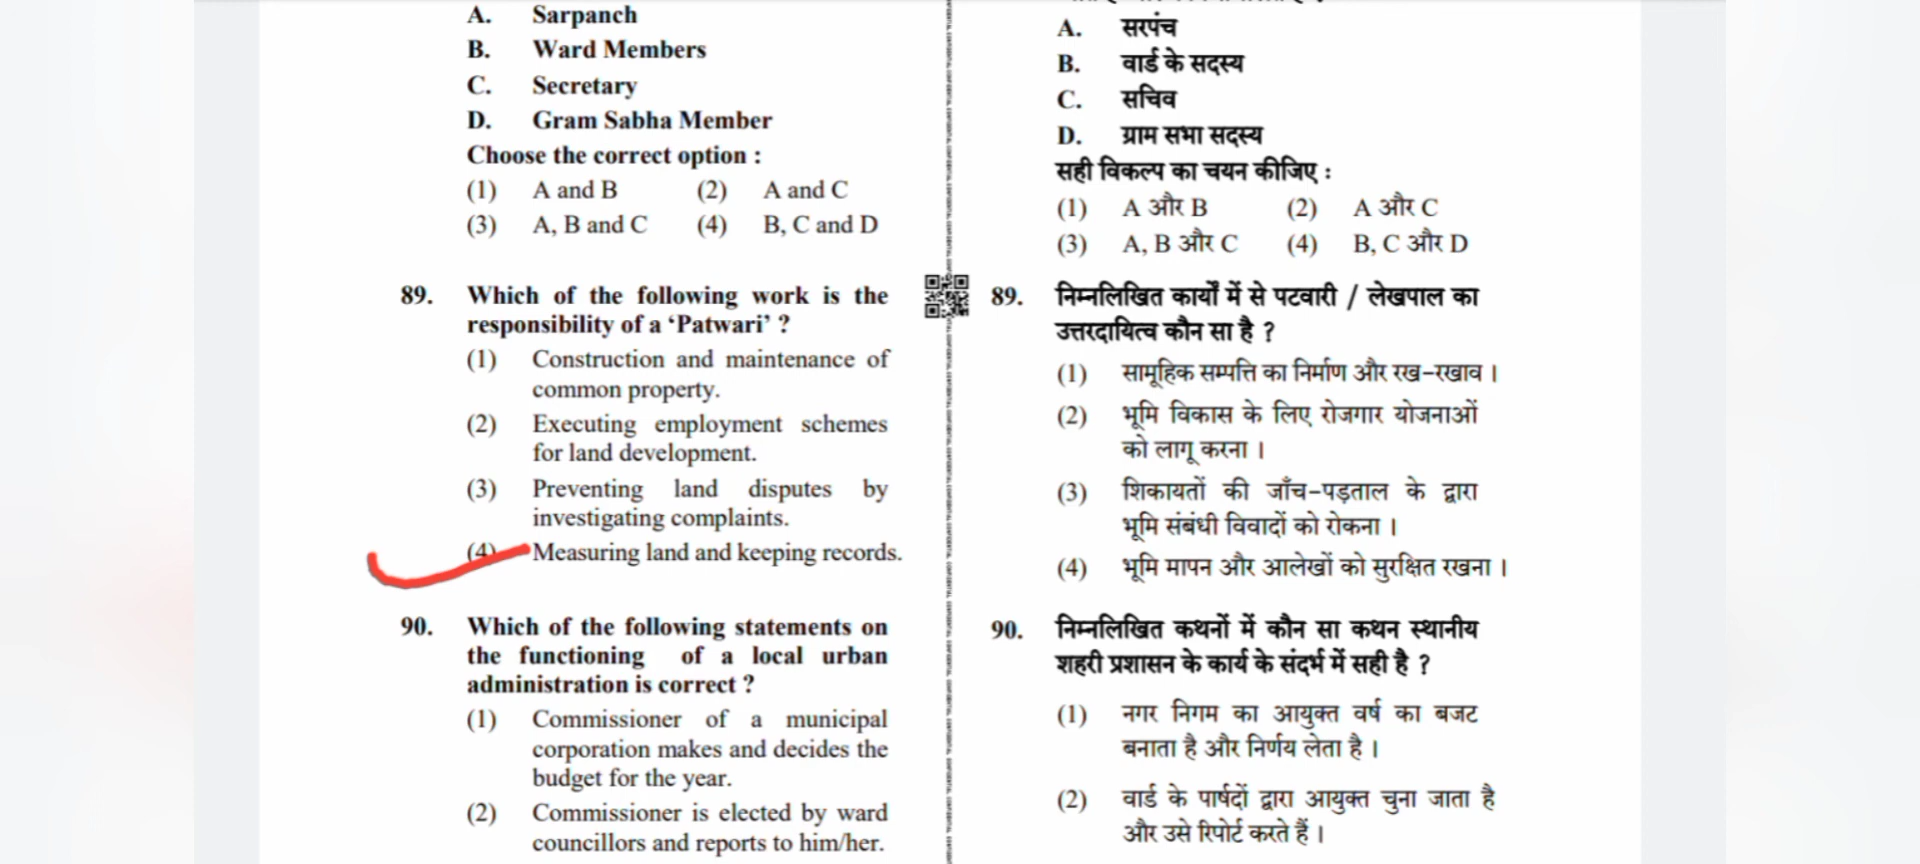 A. Sarpanch
B. Ward Members
C. Secretary
D. Gram Sabha Member
Choose the correct option :
(1) A and B (2) A and C
(3) A, B and C (4) B, C and D
89. Which of the following work is the
responsibility of a ‘Patwari’ ?
(1) Construction and maintenance of
common property.
(2) Executing employment schemes
for land development.
(3) Preventing land disputes by
investigating complaints.
(4) Measuring land and keeping records.
90. Which of the following statements on
the functioning of a local urban
administration is correct ?
(1) Commissioner of a municipal
corporation makes and decides the
budget for the year.
(2) Commissioner is elected by ward
councillors and reports to him/her.
A. सरपंच
B. वार्ड के सदस्य
C. सचिव
D. ग्राम सभा सदस्य
सही विकल्प का चयन कीजिए :
(1) A और B (2) A और C
(3) A, B और C (4) B, C और D
89. निम्नलिखित कार्यों में से पटवारी / लेखपाल का
उत्तरदायित्व कौन सा है ?
(1) सामूहिक सम्पत्ति का निर्माण और रख-रखाव ।
(2) भूमि विकास के लिए रोजगार योजनाओं
को लागू करना ।
(3) शिकायतों की जाँच-पड़ताल के द्वारा
भूमि संबंधी विवादों को रोकना ।
(4) भूमि मापन और आलेखों को सुरक्षित रखना ।
90. निम्नलिखित कथनों में कौन सा कथन स्थानीय
शहरी प्रशासन के कार्य के संदर्भ में सही है ?
(1) नगर निगम का आयुक्त वर्ष का बजट
बनाता है और निर्णय लेता है ।
(2) वार्ड के पार्षदों द्वारा आयुक्त चुना जाता है
और उसे रिपोर्ट करते हैं ।